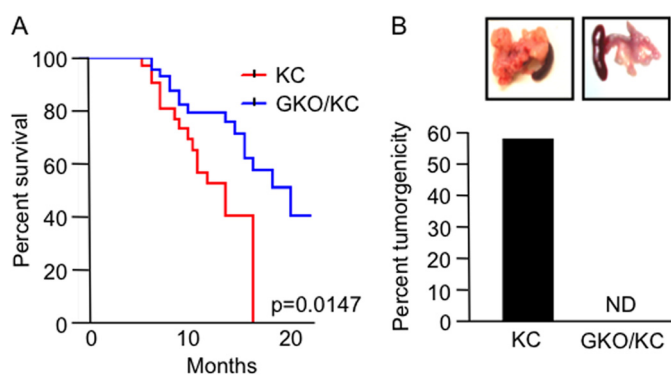 A
Percent survival
100
80
60
40
20
0
KC
GKO/KC
p=0.0147
0
10
20
Months
B
Percent tumorgenicity
60
50
40
30
20
10
0
ND
KC
GKO/KC